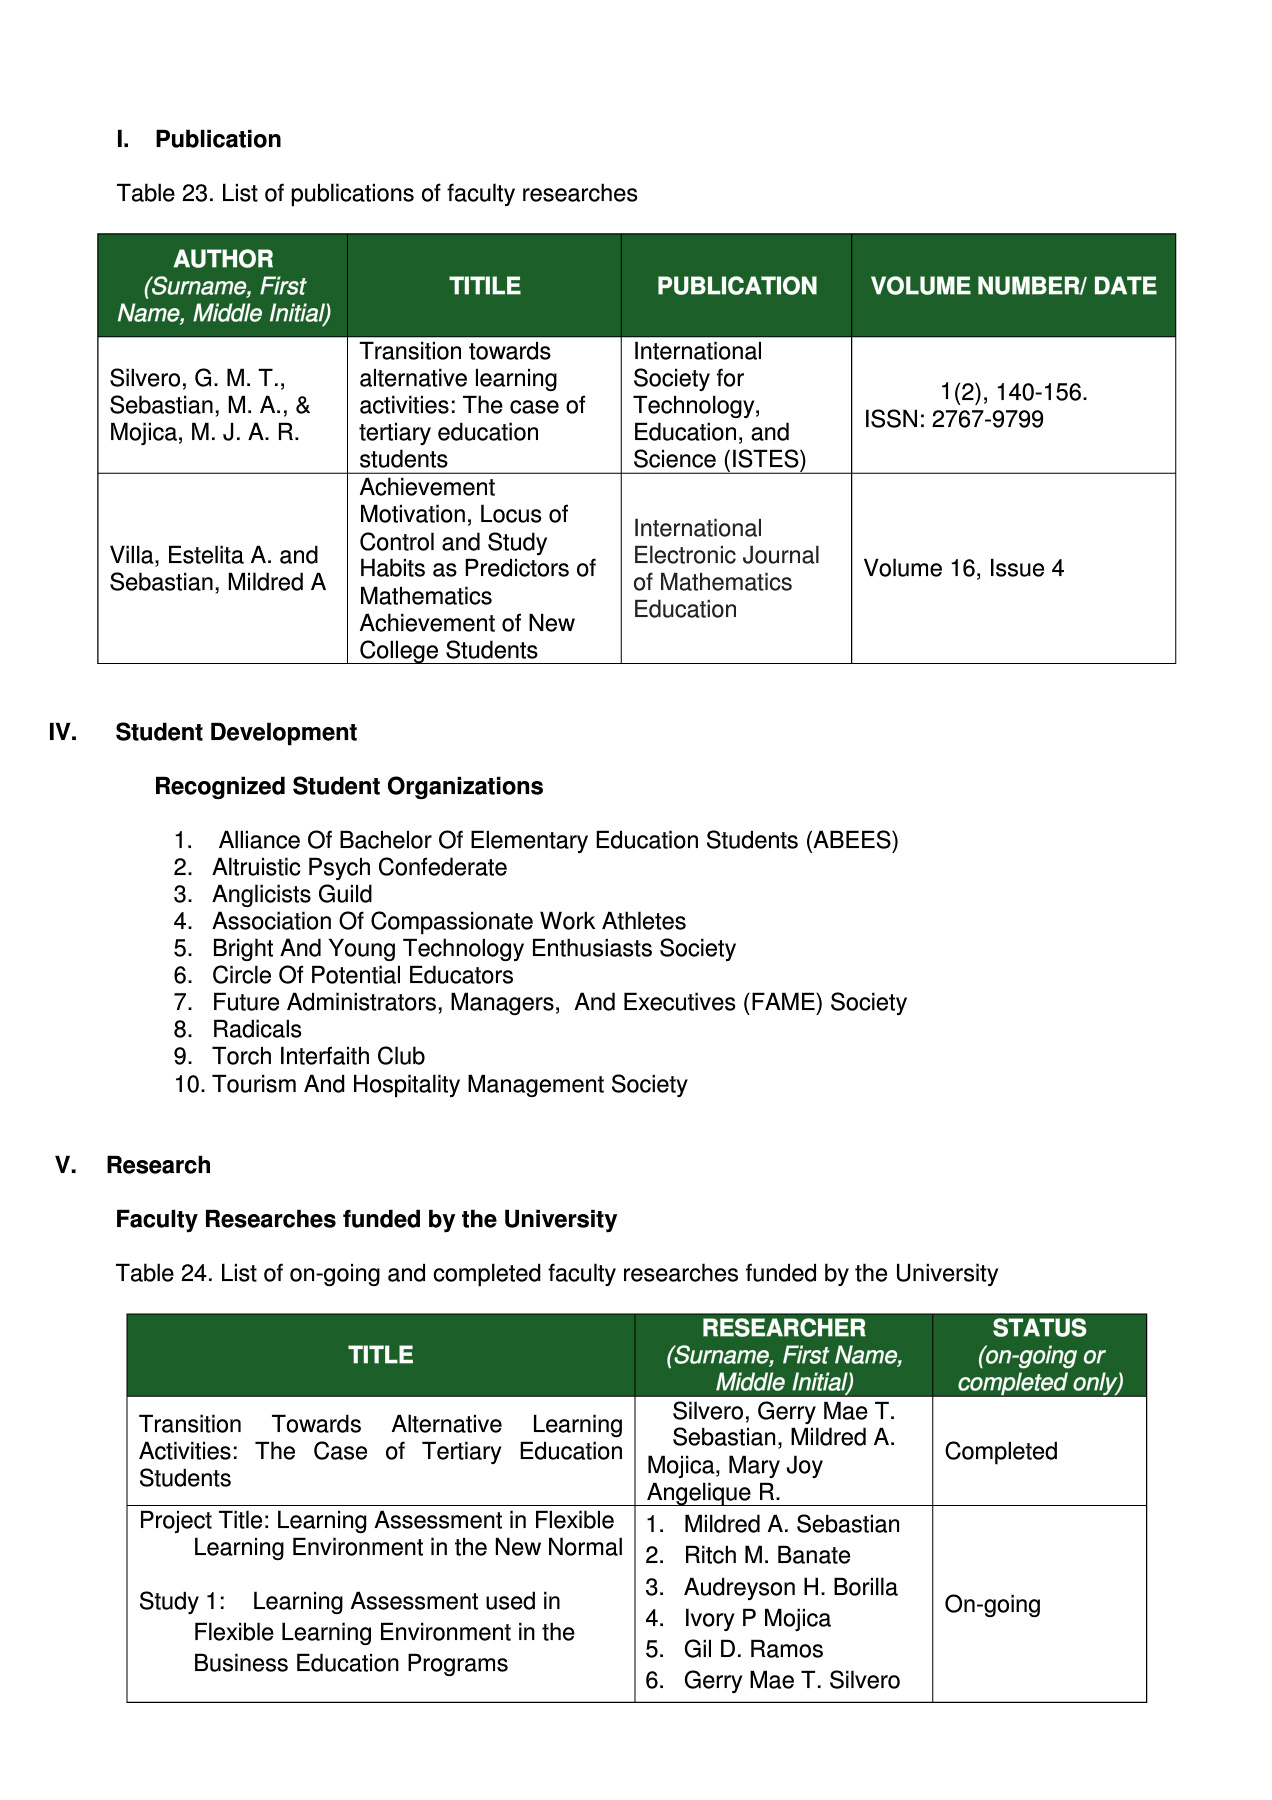 I. Publication
Table 23. List of publications of faculty researches
AUTHOR
(Surname, First
Name, Middle Initial)
TITILE
PUBLICATION
VOLUME NUMBER/ DATE
Silvero, G. M. T.,
Sebastian, M. A., &
Mojica, M. J. A. R.
Transition towards
alternative learning
activities: The case of
tertiary education
students
International
Society for
Technology,
Education, and
Science (ISTES)
1(2), 140-156.
ISSN: 2767-9799
Villa, Estelita A. and
Sebastian, Mildred A
Achievement
Motivation, Locus of
Control and Study
Habits as Predictors of
Mathematics
Achievement of New
College Students
International
Electronic Journal
of Mathematics
Education
Volume 16, Issue 4
IV. Student Development
Recognized Student Organizations
1. Alliance Of Bachelor Of Elementary Education Students (ABEES)
2. Altruistic Psych Confederate
3. Anglicists Guild
4. Association Of Compassionate Work Athletes
5. Bright And Young Technology Enthusiasts Society
6. Circle Of Potential Educators
7. Future Administrators, Managers, And Executives (FAME) Society
8. Radicals
9. Torch Interfaith Club
10. Tourism And Hospitality Management Society
V. Research
Faculty Researches funded by the University
Table 24. List of on-going and completed faculty researches funded by the University
TITLE
RESEARCHER
(Surname, First Name,
Middle Initial)
STATUS
(on-going or
completed only)
Transition Towards Alternative Learning
Activities: The Case of Tertiary Education
Students
Silvero, Gerry Mae T.
Sebastian, Mildred A.
Mojica, Mary Joy
Angelique R.
Completed
Project Title: Learning Assessment in Flexible
Learning Environment in the New Normal
Study 1: Learning Assessment used in
Flexible Learning Environment in the
Business Education Programs
1. Mildred A. Sebastian
2. Ritch M. Banate
3. Audreyson H. Borilla
4. Ivory P Mojica
5. Gil D. Ramos
6. Gerry Mae T. Silvero
On-going